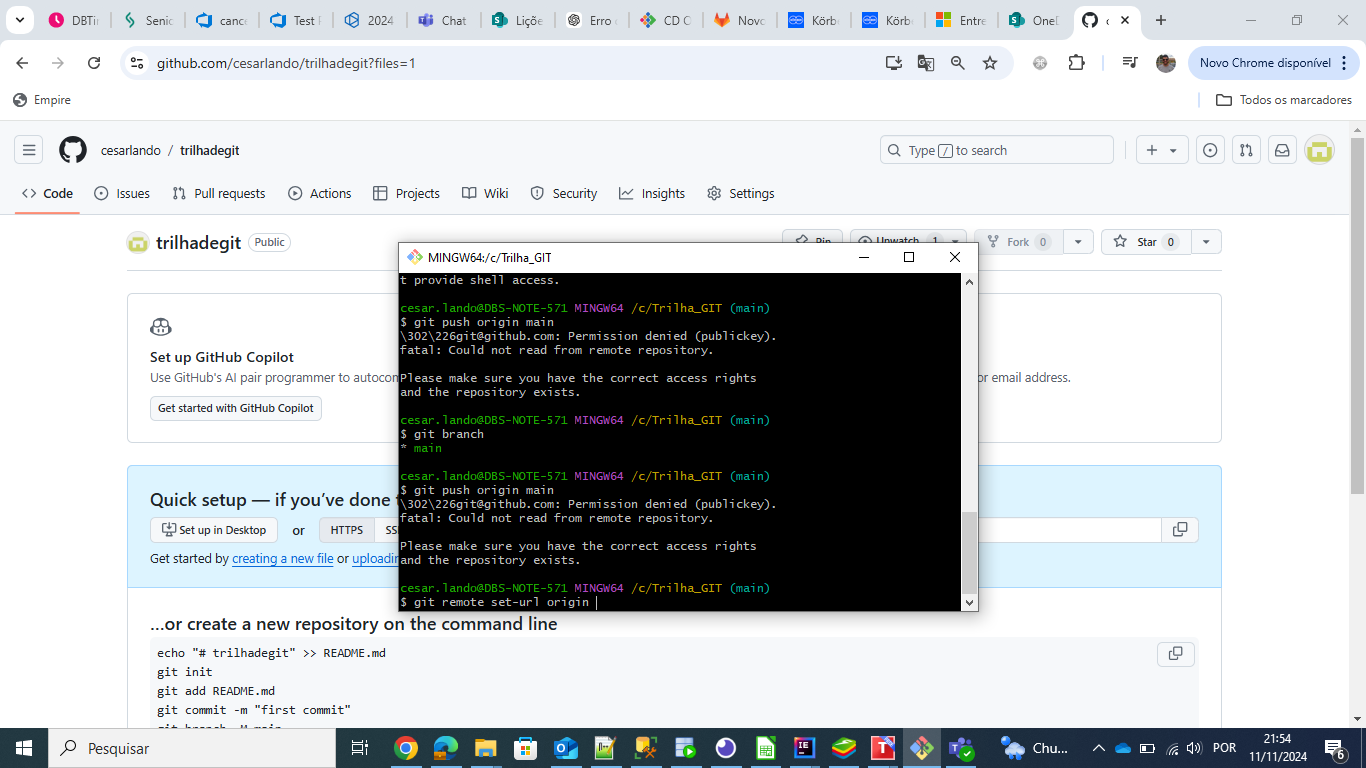 DBTir
Senic
cance
Test F
2024
Chat
Liçõe
Erro c
CD O
Novo
Körb
Körb
Entre
OneD
github.com/cesarlando/trilhadegit?files=1
Novo Chrome disponível
Empire
Todos os marcadores
cesarlando / trilhadegit
Type / to search
Code
Issues
Pull requests
Actions
Projects
Wiki
Security
Insights
Settings
trilhadegit Public
Pin
Unwatch 1
Fork 0
Star 0
Set up GitHub Copilot
Use GitHub's AI pair programmer to autocon
or email address.
Get started with GitHub Copilot
MINGW64:/c/Trilha_GIT
t provide shell access.
cesar.lando@DBS-NOTE-571 MINGW64 /c/Trilha_GIT (main)
$ git push origin main
\302\226git@github.com: Permission denied (publickey).
fatal: Could not read from remote repository.
Please make sure you have the correct access rights
and the repository exists.
cesar.lando@DBS-NOTE-571 MINGW64 /c/Trilha_GIT (main)
$ git branch
* main
cesar.lando@DBS-NOTE-571 MINGW64 /c/Trilha_GIT (main)
$ git push origin main
\302\226git@github.com: Permission denied (publickey).
fatal: Could not read from remote repository.
Please make sure you have the correct access rights
and the repository exists.
cesar.lando@DBS-NOTE-571 MINGW64 /c/Trilha_GIT (main)
$ git remote set-url origin
Quick setup — if you've done
Set up in Desktop or HTTPS SS
Get started by creating a new file or uploadin
...or create a new repository on the command line
echo "# trilhadegit" >> README.md
git init
git add README.md
git commit -m "first commit"
git branch -M main
Pesquisar
Chu...
POR
21:54
11/11/2024
6